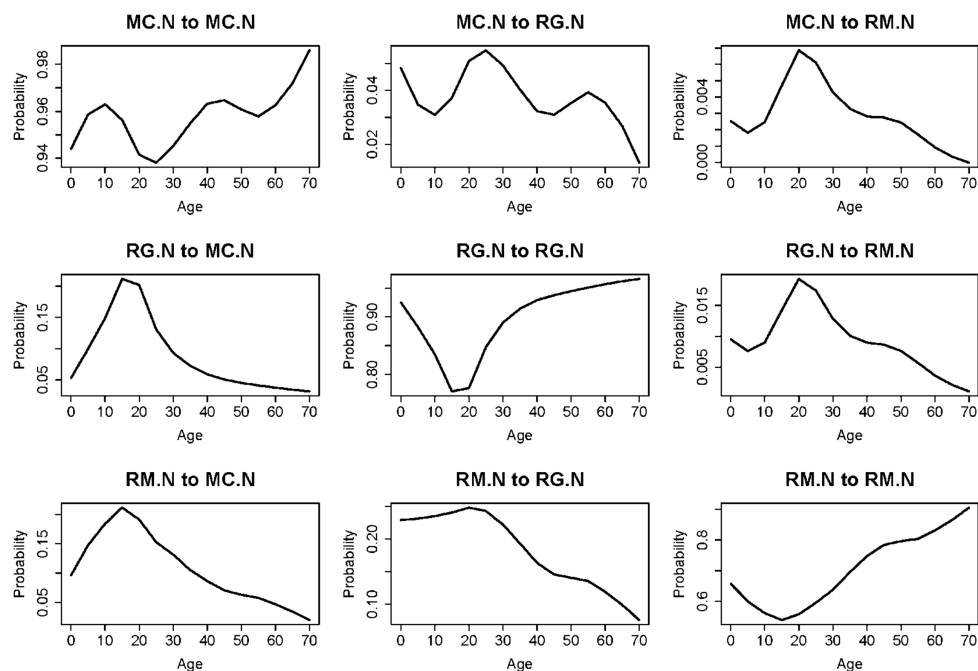 MC.N to MC.N
Probability
0.94 0.96 0.98
0 10 20 30 40 50 60 70
Age
MC.N to RG.N
Probability
0.02 0.04
0 10 20 30 40 50 60 70
Age
MC.N to RM.N
Probability
0.000 0.004
0 10 20 30 40 50 60 70
Age
RG.N to MC.N
Probability
0.05 0.15
0 10 20 30 40 50 60 70
Age
RG.N to RG.N
Probability
0.80 0.90
0 10 20 30 40 50 60 70
Age
RG.N to RM.N
Probability
0.005 0.015
0 10 20 30 40 50 60 70
Age
RM.N to MC.N
Probability
0.05 0.15
0 10 20 30 40 50 60 70
Age
RM.N to RG.N
Probability
0.10 0.20
0 10 20 30 40 50 60 70
Age
RM.N to RM.N
Probability
0.6 0.8
0 10 20 30 40 50 60 70
Age